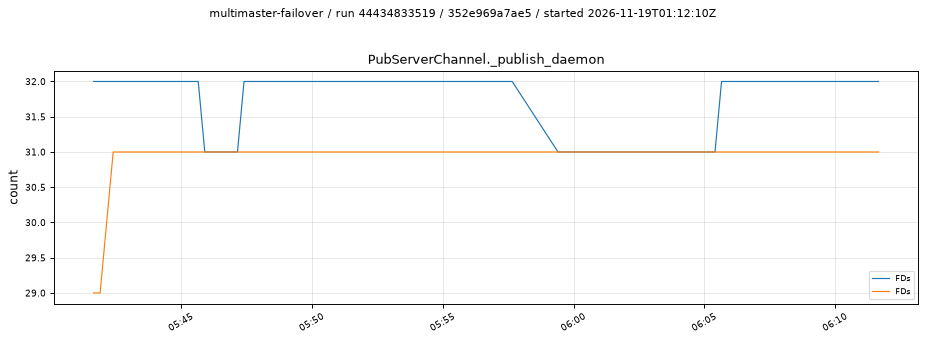 multimaster-failover / run 44434833519 / 352e969a7ae5 / started 2026-11-19T01:12:10Z
PubServerChannel._publish_daemon
32.0
31.5
31.0
30.5
30.0
29.5
29.0
count
05:45
05:50
05:55
06:00
06:05
06:10
FDs
FDs